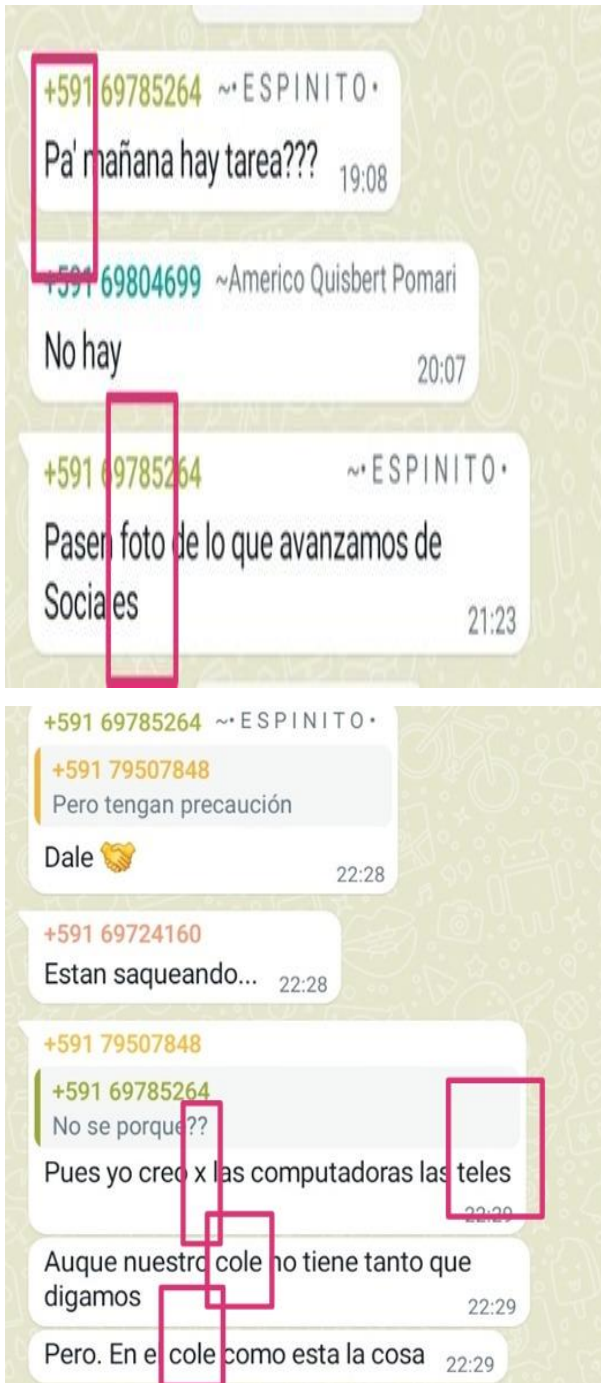 +591 69785264 ~•ESPINITO•
Pa' mañana hay tarea???
19:08
+591 69804699 ~Americo Quisbert Pomari
No hay
20:07
+591 69785264 ~•ESPINITO•
Pasen foto de lo que avanzamos de
Sociales
21:23
+591 69785264 ~•ESPINITO•
+591 79507848
Pero tengan precaución
Dale 🤝
22:28
+591 69724160
Estan saqueando...
22:28
+591 79507848
+591 69785264
No se porque??
Pues yo creo x las computadoras las teles
22:29
Auque nuestro cole no tiene tanto que
digamos
22:29
Pero. En el cole como esta la cosa
22:29